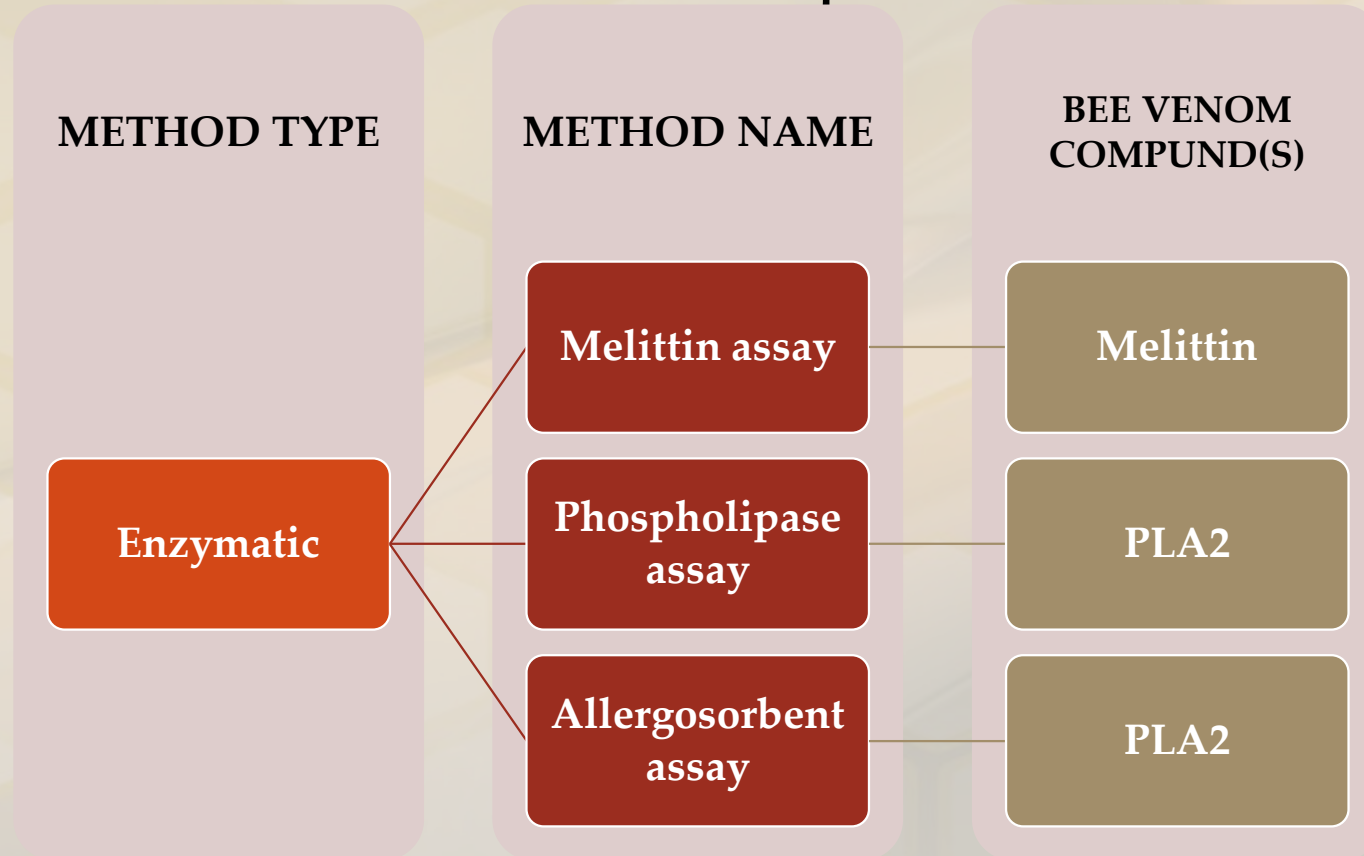 METHOD TYPE
METHOD NAME
BEE VENOM
COMPUND(S)
Enzymatic
Melittin assay
Melittin
Phospholipase
assay
PLA2
Allergosorbent
assay
PLA2